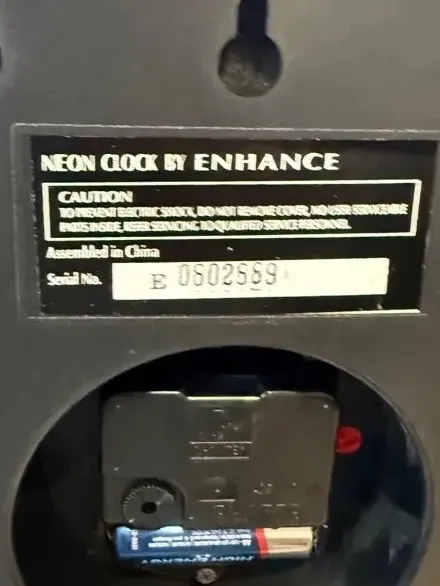 NEON CLOCK BY ENHANCE
CAUTION
TO PREVENT ELECTRIC SHOCK, DO NOT REMOVE COVER, NO USER SERVICEABLE
PARTS INSIDE, REFER SERVICING TO QUALIFIED SERVICE PERSONNEL.
Assembled in China
Serial No. E 0802889